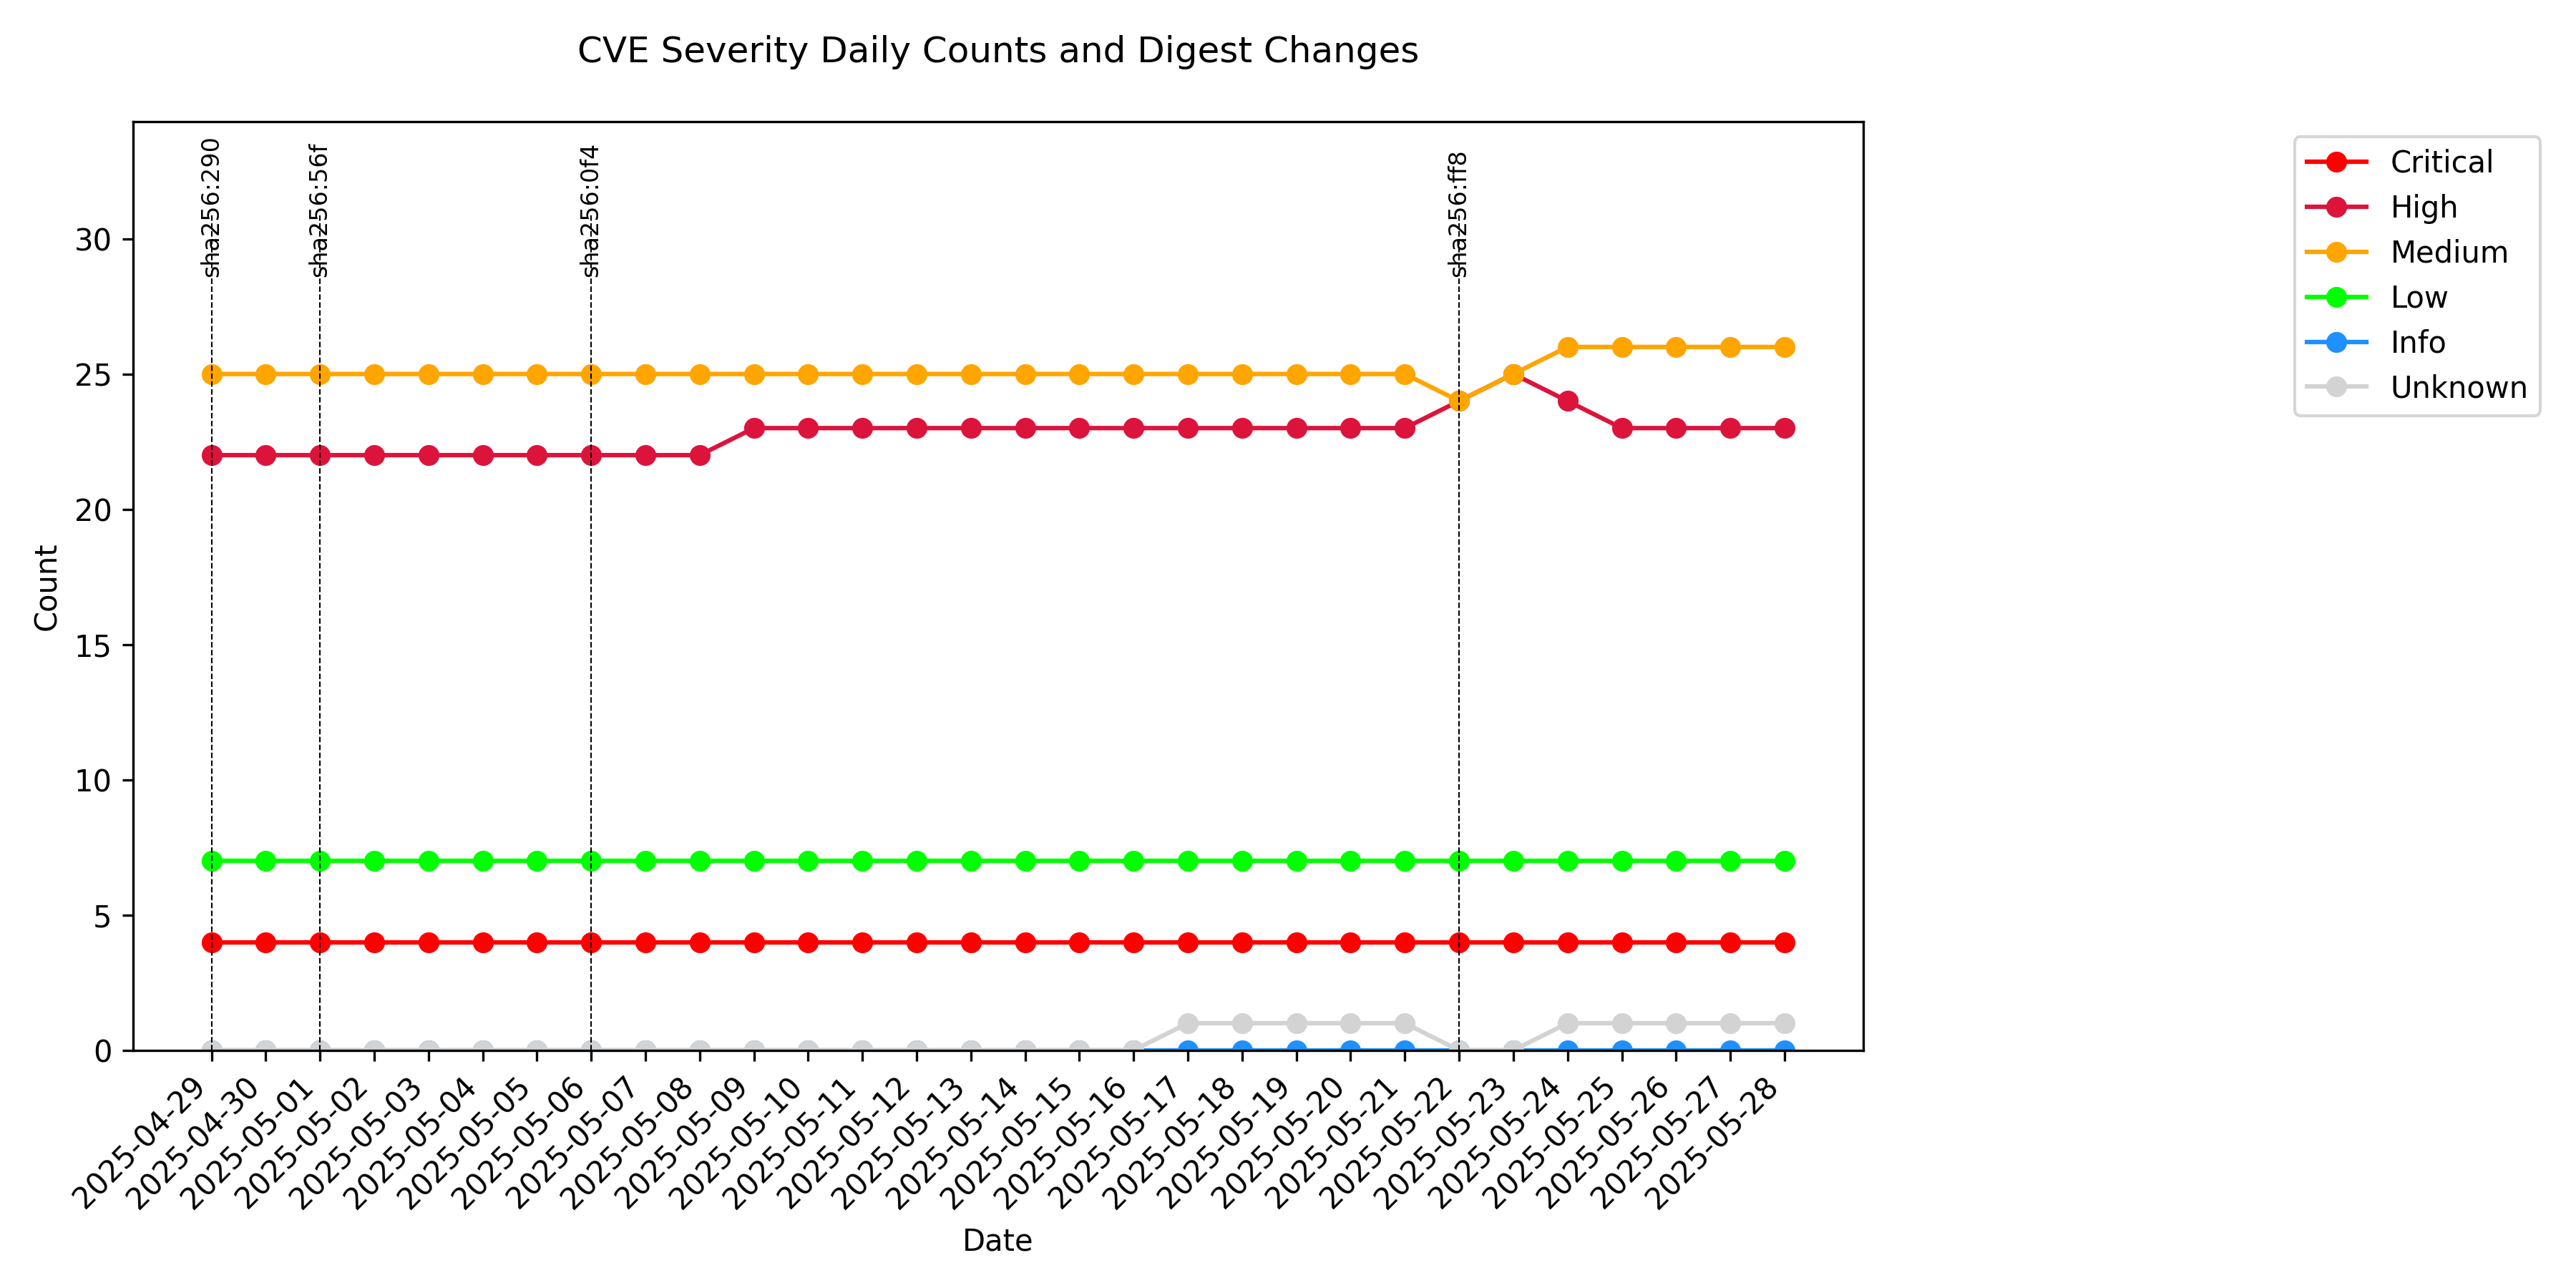 CVE Severity Daily Counts and Digest Changes
sha256:290
sha256:56f
sha256:0f4
sha256:ff8
Critical
High
Medium
Low
Info
Unknown
Count
30
25
20
15
10
5
0
2025-04-29
2025-04-30
2025-05-01
2025-05-02
2025-05-03
2025-05-04
2025-05-05
2025-05-06
2025-05-07
2025-05-08
2025-05-09
2025-05-10
2025-05-11
2025-05-12
2025-05-13
2025-05-14
2025-05-15
2025-05-16
2025-05-17
2025-05-18
2025-05-19
2025-05-20
2025-05-21
2025-05-22
2025-05-23
2025-05-24
2025-05-25
2025-05-26
2025-05-27
2025-05-28
Date